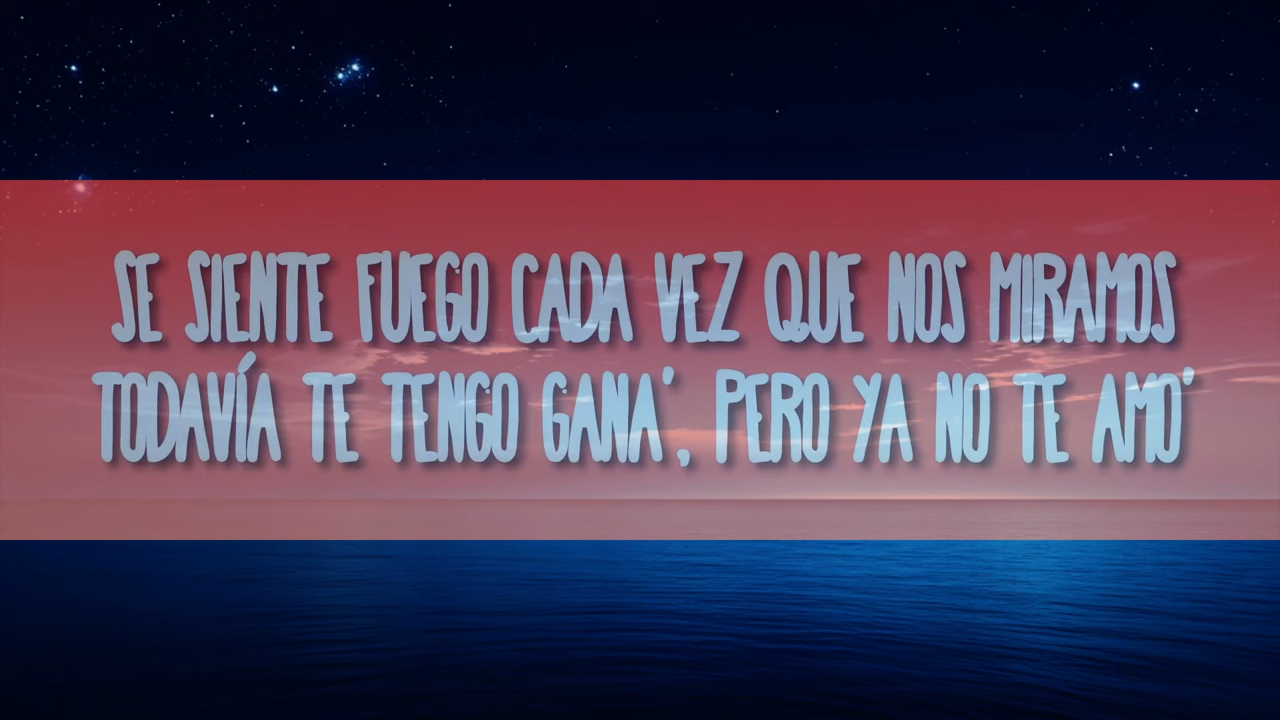 SE SIENTE FUEGO CADA VEZ QUE NOS MIRAMOS
TODAVÍA TE TENGO GANA', PERO YA NO TE AMO'